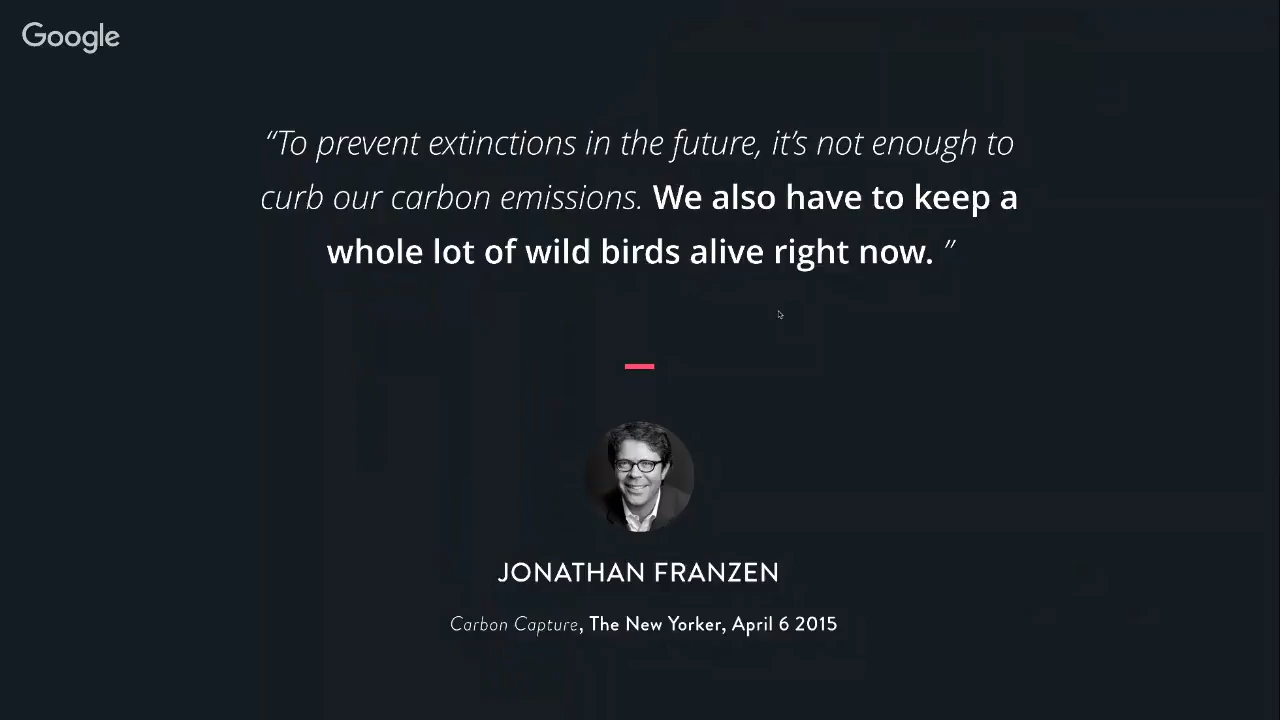 Google
“To prevent extinctions in the future, it’s not enough to
curb our carbon emissions. We also have to keep a
whole lot of wild birds alive right now. ”
JONATHAN FRANZEN
Carbon Capture, The New Yorker, April 6 2015